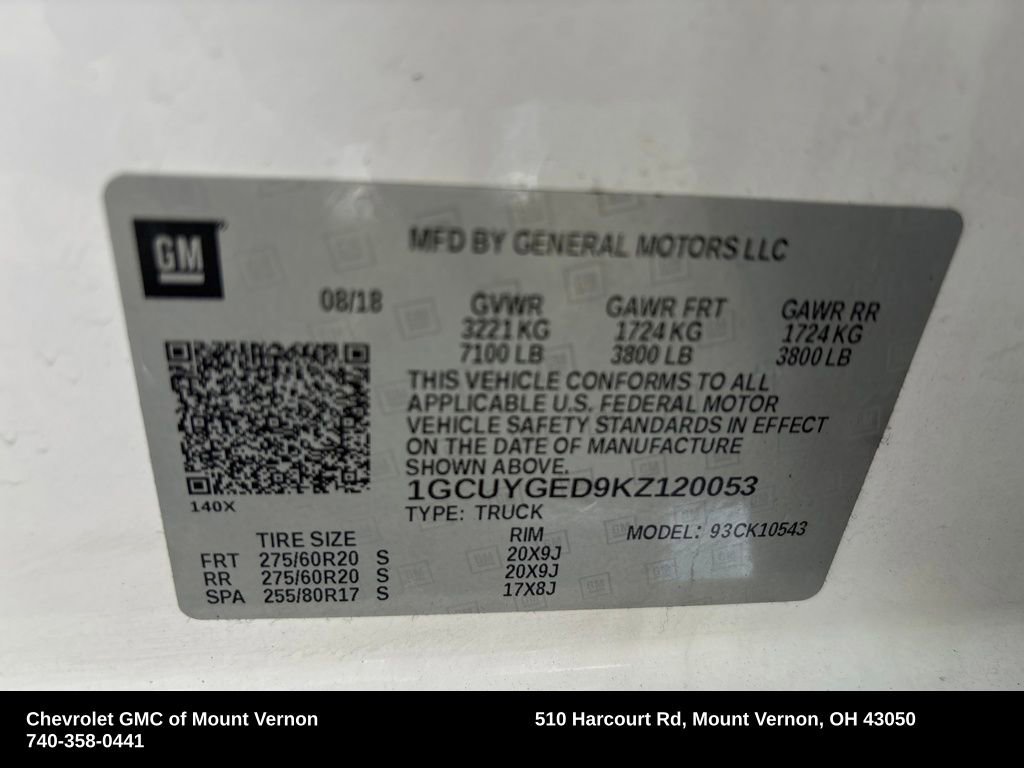 GM
MFD BY GENERAL MOTORS LLC
08/18 GVWR GAWR FRT GAWR RR
3221 KG 1724 KG 1724 KG
7100 LB 3800 LB 3800 LB
THIS VEHICLE CONFORMS TO ALL
APPLICABLE U.S. FEDERAL MOTOR
VEHICLE SAFETY STANDARDS IN EFFECT
ON THE DATE OF MANUFACTURE
SHOWN ABOVE.
1GCUYGED9KZ120053
140X
TYPE: TRUCK
TIRE SIZE RIM MODEL: 93CK10543
FRT 275/60R20 S 20X9J
RR 275/60R20 S 20X9J
SPA 255/80R17 S 17X8J
Chevrolet GMC of Mount Vernon 510 Harcourt Rd, Mount Vernon, OH 43050
740-358-0441